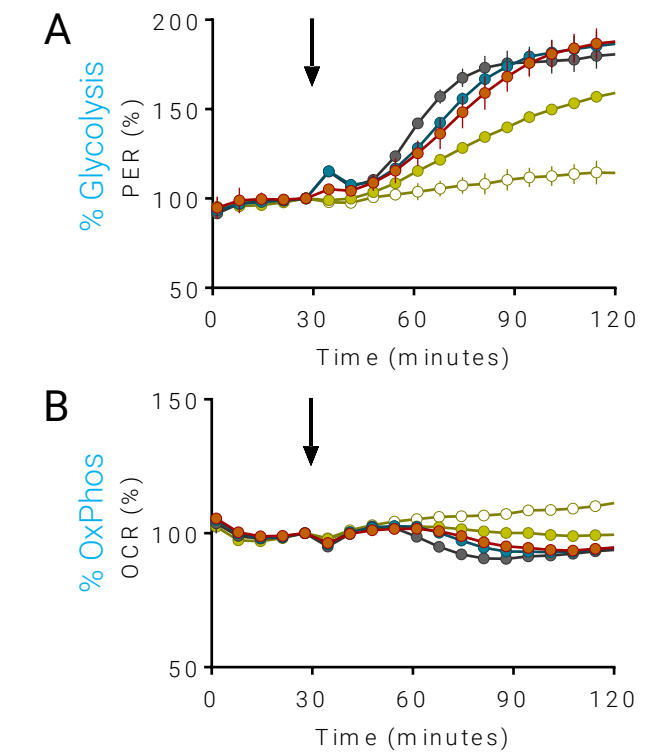 A
% Glycolysis
PER (%)
200
150
100
50
0 30 60 90 120
Time (minutes)
B
% OxPhos
OCR (%)
150
100
50
0 30 60 90 120
Time (minutes)